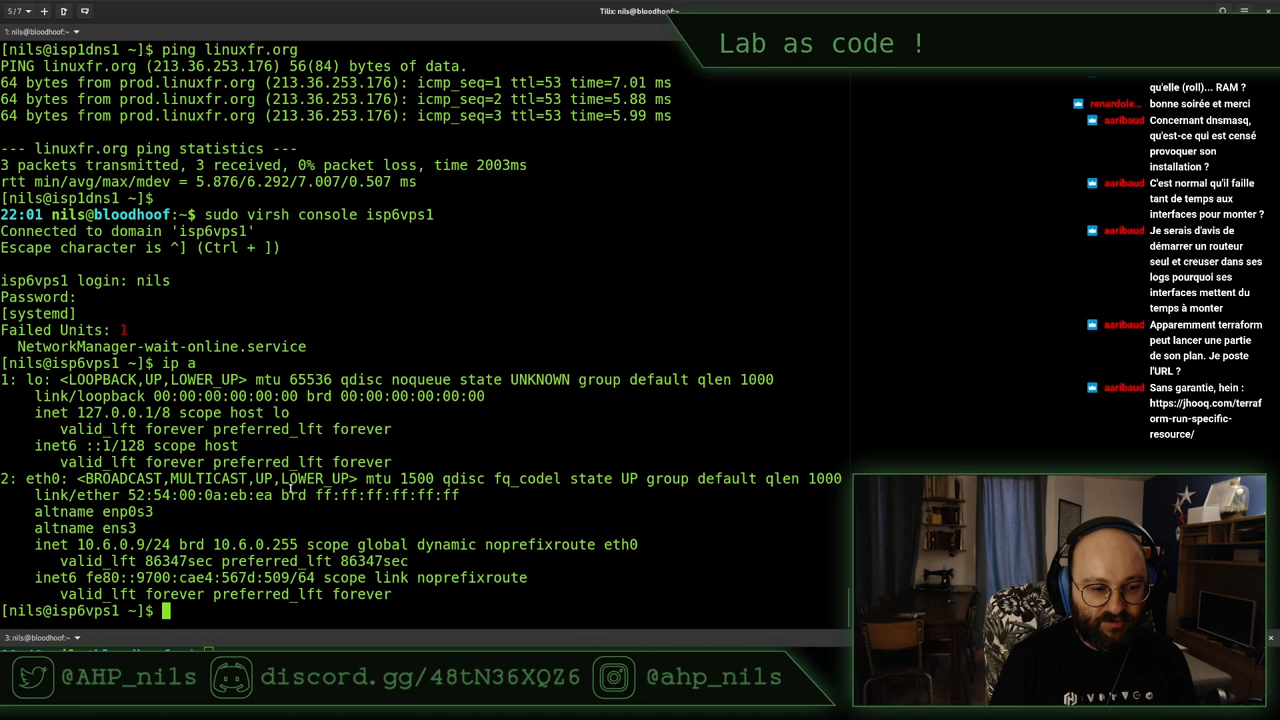 5 / 7
Tilix: nils@bloodhoof:~
1: nils@bloodhoof:~
[nils@isp1dns1 ~]$ ping linuxfr.org
PING linuxfr.org (213.36.253.176) 56(84) bytes of data.
64 bytes from prod.linuxfr.org (213.36.253.176): icmp_seq=1 ttl=53 time=7.01 ms
64 bytes from prod.linuxfr.org (213.36.253.176): icmp_seq=2 ttl=53 time=5.88 ms
64 bytes from prod.linuxfr.org (213.36.253.176): icmp_seq=3 ttl=53 time=5.99 ms
--- linuxfr.org ping statistics ---
3 packets transmitted, 3 received, 0% packet loss, time 2003ms
rtt min/avg/max/mdev = 5.876/6.292/7.007/0.507 ms
[nils@isp1dns1 ~]$
22:01 nils@bloodhoof:~$ sudo virsh console isp6vps1
Connected to domain 'isp6vps1'
Escape character is ^] (Ctrl + ])
isp6vps1 login: nils
Password:
[systemd]
Failed Units: 1
NetworkManager-wait-online.service
[nils@isp6vps1 ~]$ ip a
1: lo: <LOOPBACK,UP,LOWER_UP> mtu 65536 qdisc noqueue state UNKNOWN group default qlen 1000
link/loopback 00:00:00:00:00:00 brd 00:00:00:00:00:00
inet 127.0.0.1/8 scope host lo
valid_lft forever preferred_lft forever
inet6 ::1/128 scope host
valid_lft forever preferred_lft forever
2: eth0: <BROADCAST,MULTICAST,UP,LOWER_UP> mtu 1500 qdisc fq_codel state UP group default qlen 1000
link/ether 52:54:00:0a:eb:ea brd ff:ff:ff:ff:ff:ff
altname enp0s3
altname ens3
inet 10.6.0.9/24 brd 10.6.0.255 scope global dynamic noprefixroute eth0
valid_lft 86347sec preferred_lft 86347sec
inet6 fe80::9700:cae4:567d:509/64 scope link noprefixroute
valid_lft forever preferred_lft forever
[nils@isp6vps1 ~]$
3: nils@bloodhoof:~
Lab as code !
qu'elle (roll)... RAM ?
renardole... bonne soirée et merci
aaribaud Concernant dnsmasq,
qu'est-ce qui est censé
provoquer son
installation ?
aaribaud C'est normal qu'il faille
tant de temps aux
interfaces pour monter ?
aaribaud Je serais d'avis de
démarrer un routeur
seul et creuser dans ses
logs pourquoi ses
interfaces mettent du
temps à monter
aaribaud Apparemment terraform
peut lancer une partie
de son plan. Je poste
l'URL ?
aaribaud Sans garantie, hein :
https://jhooq.com/terraf
orm-run-specific-
resource/
@AHP_nils
discord.gg/48tN36XQZ6
@ahp_nils